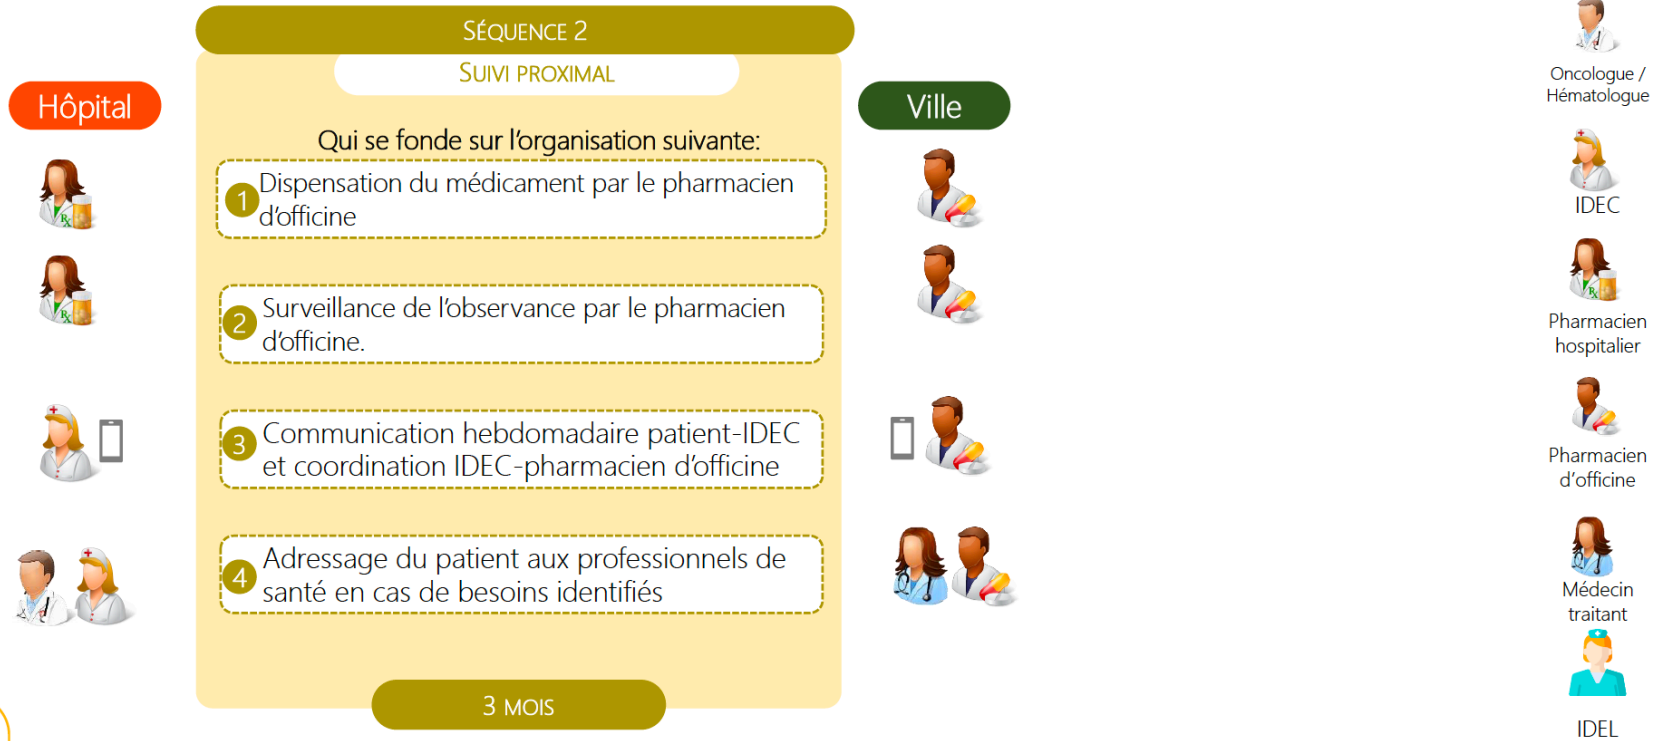 SÉQUENCE 2
SUIVI PROXIMAL
Hôpital
Ville
Qui se fonde sur l'organisation suivante:
1 Dispensation du médicament par le pharmacien
d'officine
2 Surveillance de l'observance par le pharmacien
d'officine.
3 Communication hebdomadaire patient-IDEC
et coordination IDEC-pharmacien d'officine
4 Adressage du patient aux professionnels de
santé en cas de besoins identifiés
3 MOIS
Oncologue /
Hématologue
IDEC
Pharmacien
hospitalier
Pharmacien
d'officine
Médecin
traitant
IDEL